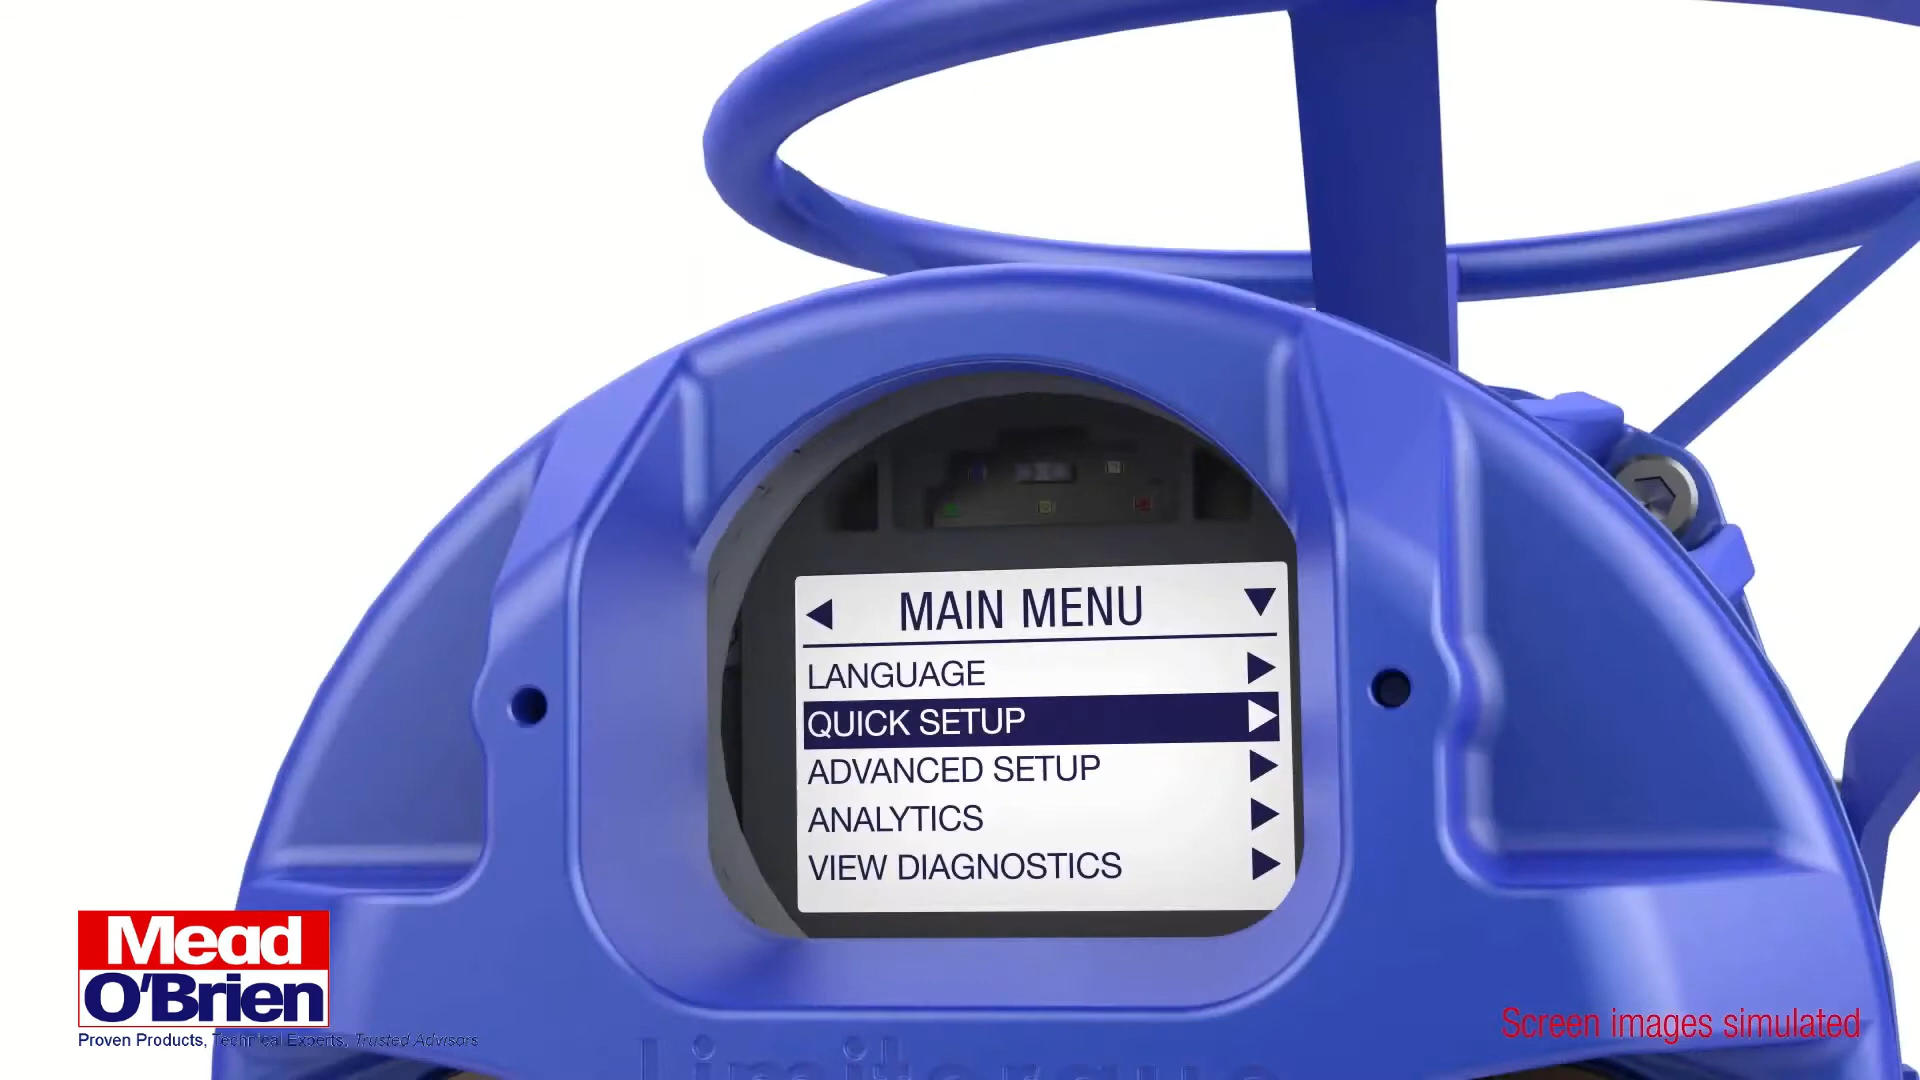 MAIN MENU
LANGUAGE
QUICK SETUP
ADVANCED SETUP
ANALYTICS
VIEW DIAGNOSTICS
Mead
O'Brien
Proven Products, Technical Experts, Trusted Advisors
Screen images simulated
Limitorque